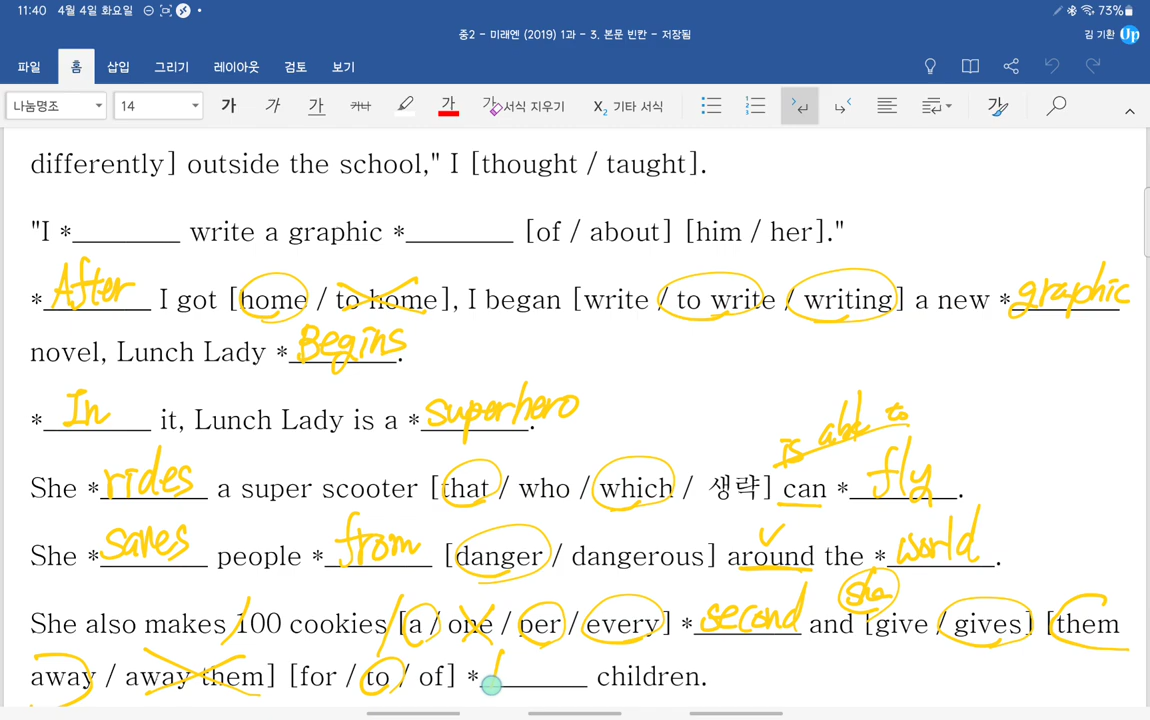 11:40 4월 4일 화요일 73%
중2 - 미래엔 (2019) 1과 - 3. 본문 빈칸 - 저장됨 김 기환 Up
파일 홈 삽입 그리기 레이아웃 검토 보기
나눔명조 14 가 가 가 가나 가 가 서식 지우기 X₂ 기타 서식 가
differently] outside the school," I [thought / taught].
"I *________ write a graphic *________ [of / about] [him / her]."
*After I got [home / to home], I began [write / to write / writing] a new *graphic
novel, Lunch Lady *Begins.
*In it, Lunch Lady is a *superhero.
is able to
She *rides a super scooter [that / who / which / 생략] can *fly.
She *saves people *from [danger / dangerous] around the *world.
she
She also makes 100 cookies [a / one / per / every] *second and [give / gives] [them
away / away them] [for / to / of] *________ children.